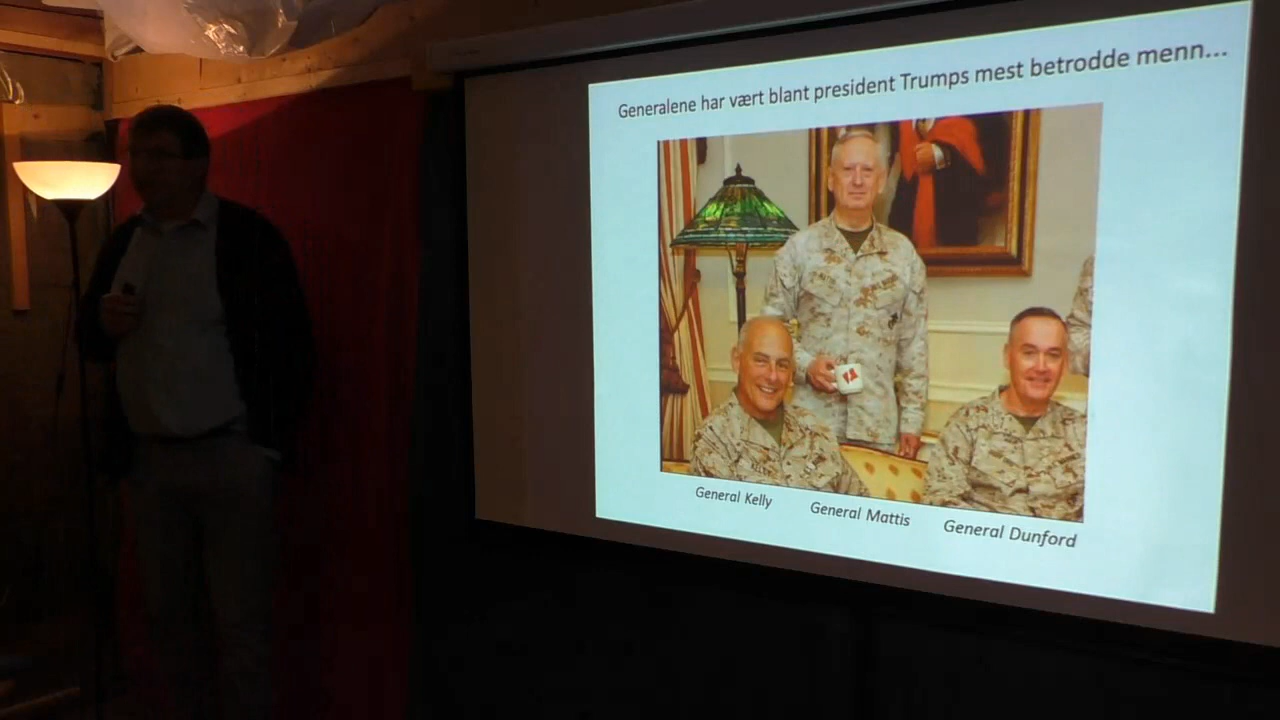 Generalene har vært blant president Trumps mest betrodde menn...
General Kelly
General Mattis
General Dunford